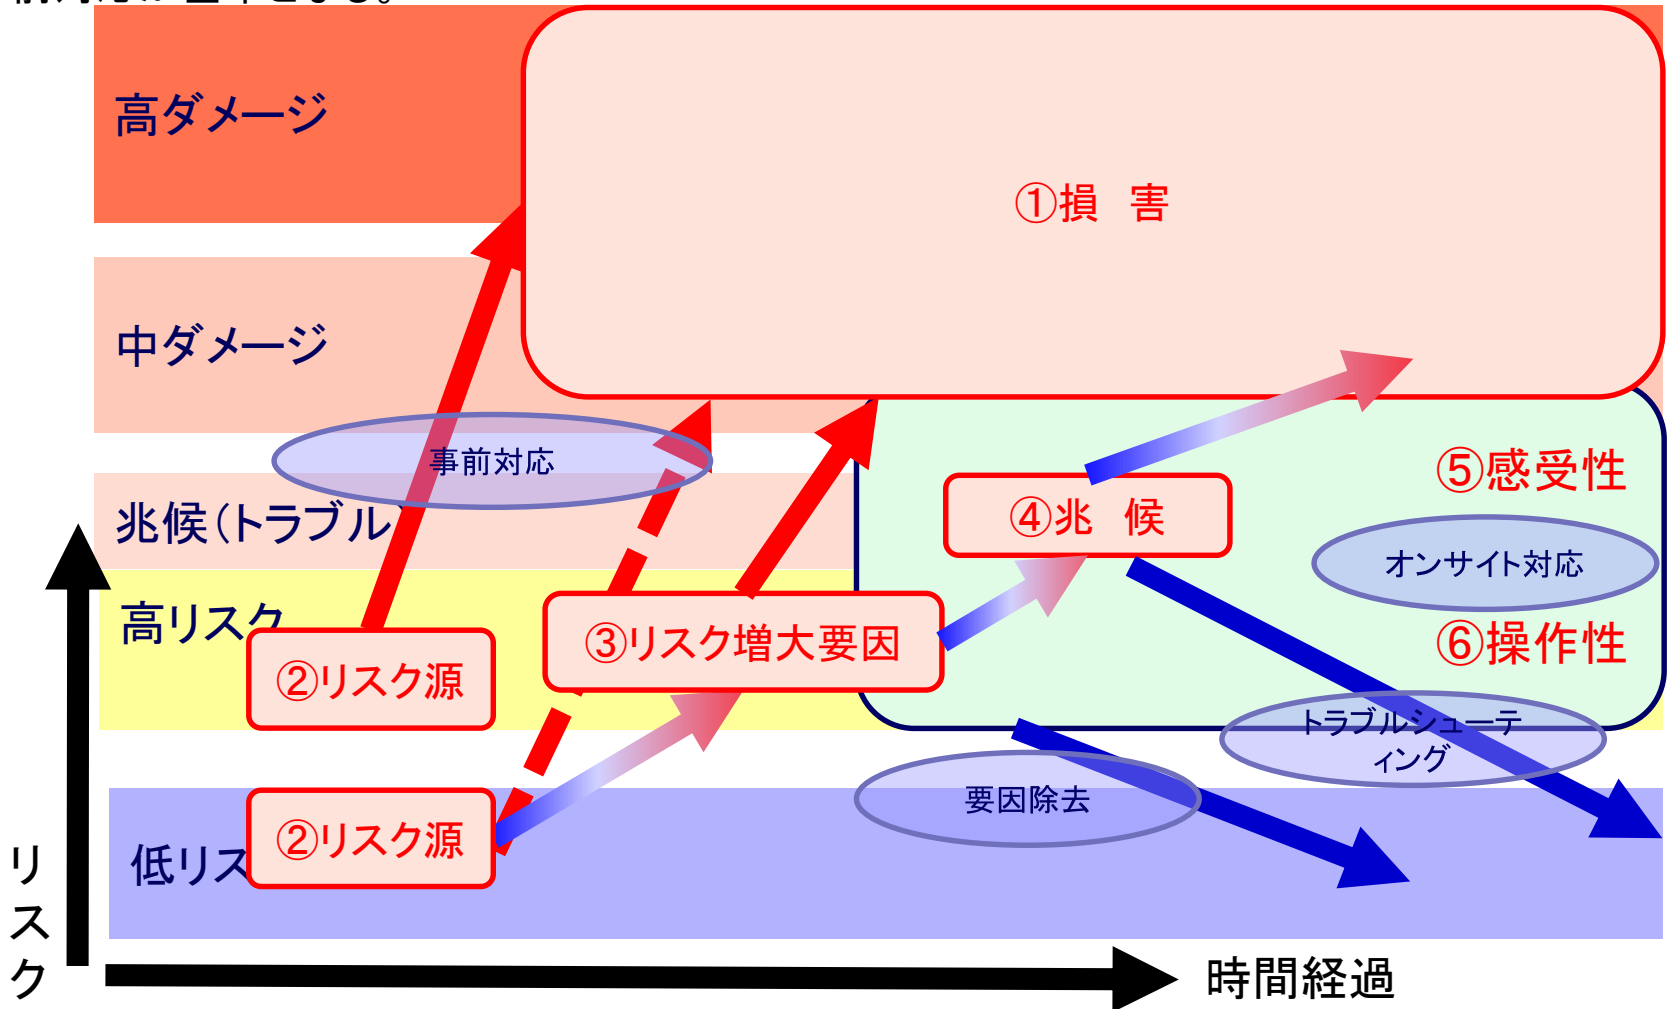 高ダメージ
①損　害
中ダメージ
事前対応
⑤感受性
兆候（トラブル
④兆　候
オンサイト対応
高リスク
③リスク増大要因
⑥操作性
②リスク源
トラブルシューテ
ィング
要因除去
②リスク源
低リス
リスク
時間経過